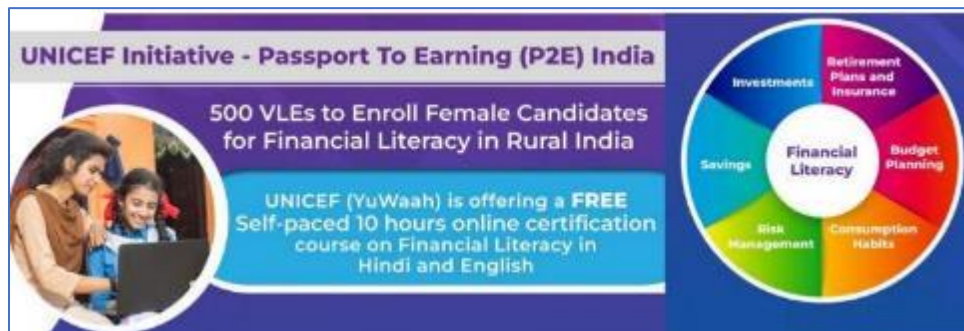 UNICEF Initiative - Passport To Earning (P2E) India
500 VLEs to Enroll Female Candidates
for Financial Literacy in Rural India
UNICEF (YuWaah) is offering a FREE
Self-paced 10 hours online certification
course on Financial Literacy in
Hindi and English
Investments
Retirement
Plans and
Insurance
Savings
Financial
Literacy
Budget
Planning
Risk
Management
Consumption
Habits